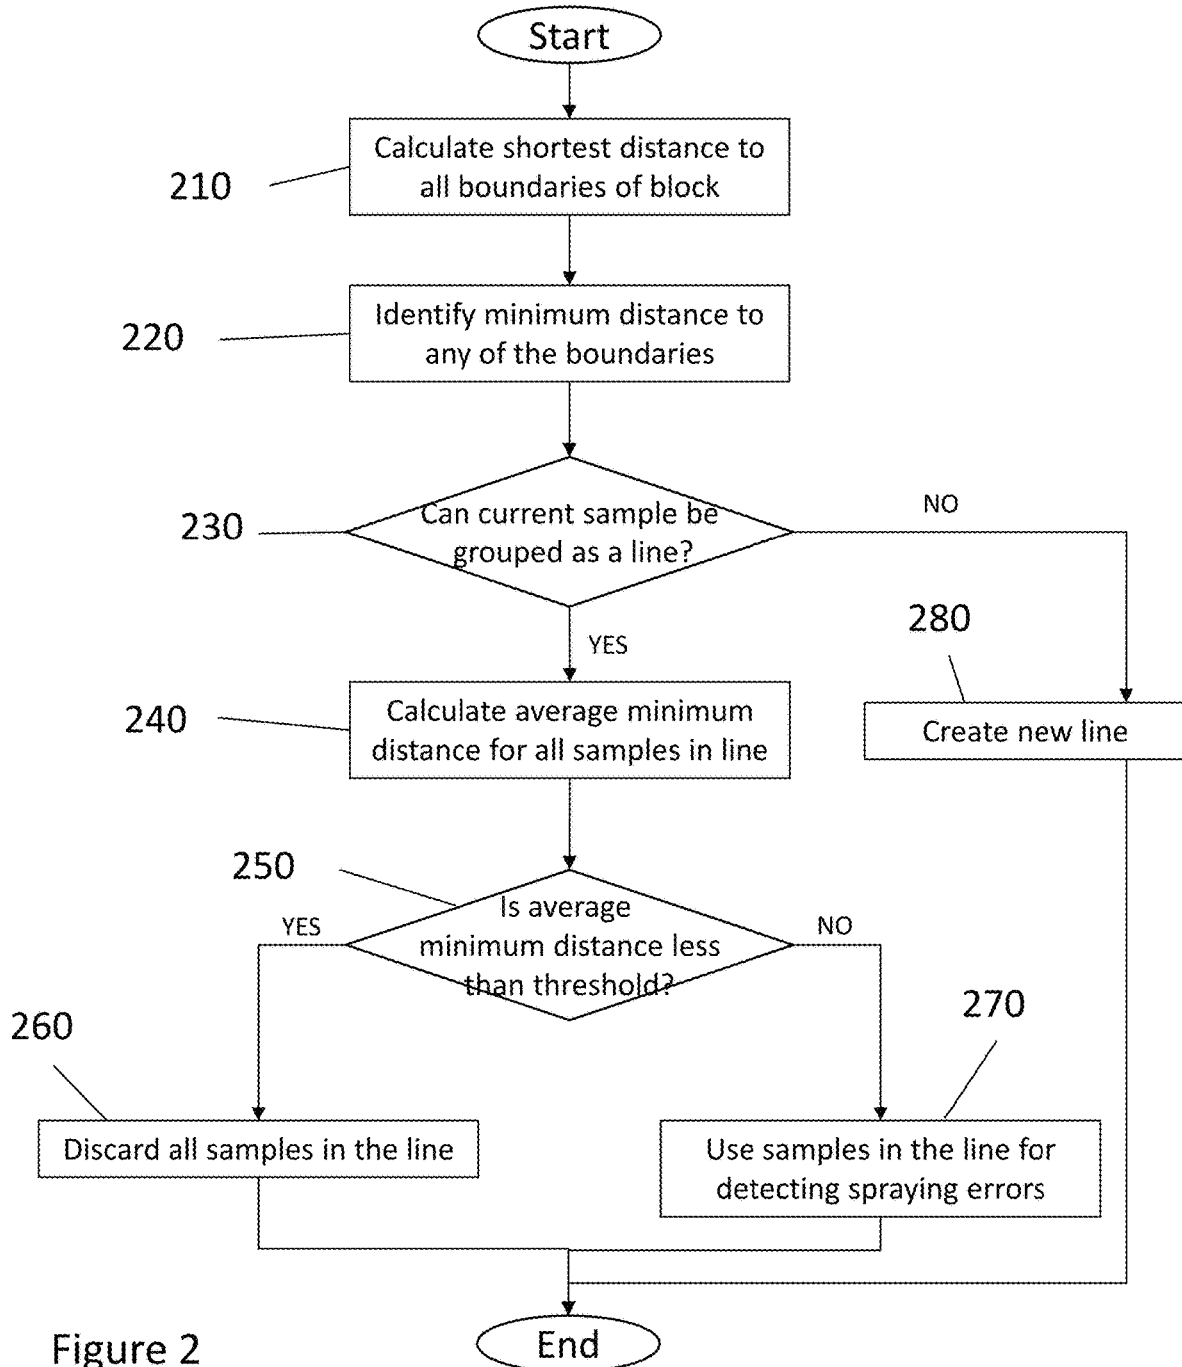 Start
Calculate shortest distance to
all boundaries of block
210
Identify minimum distance to
any of the boundaries
220
Can current sample be
grouped as a line?
230
NO
YES
280
Create new line
240
Calculate average minimum
distance for all samples in line
250
Is average
minimum distance less
than threshold?
YES
NO
260
270
Discard all samples in the line
Use samples in the line for
detecting spraying errors
End
Figure 2